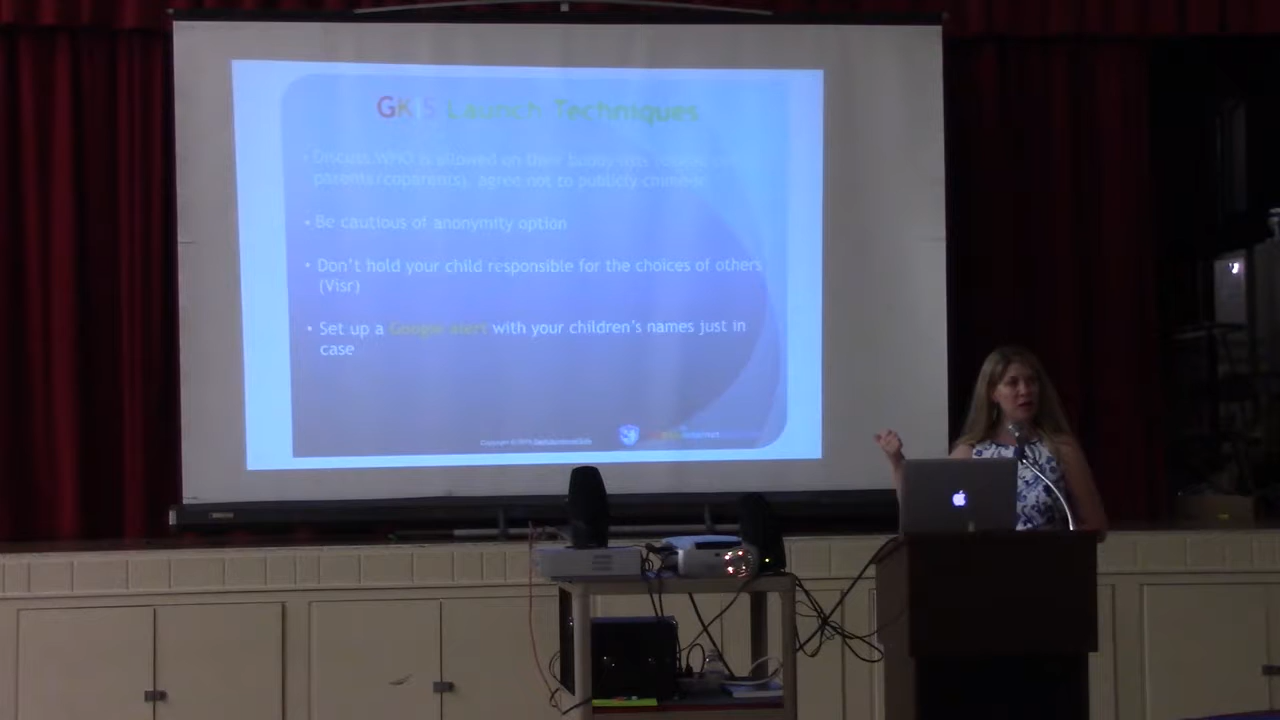 GKIS Launch Techniques
• Discuss WHO is allowed on their buddy lists
parents/coparent(s), agree not to publicly
• Be cautious of anonymity option
• Don't hold your child responsible for the choices of others
(Visr)
• Set up a Google alert with your children's names just in
case
Copyright
internet